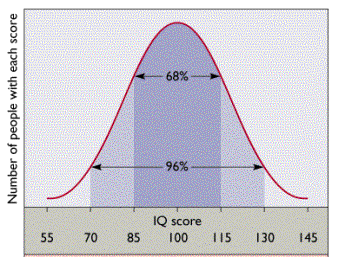 Number of people with each score
68%
96%
IQ score
55 70 85 100 115 130 145